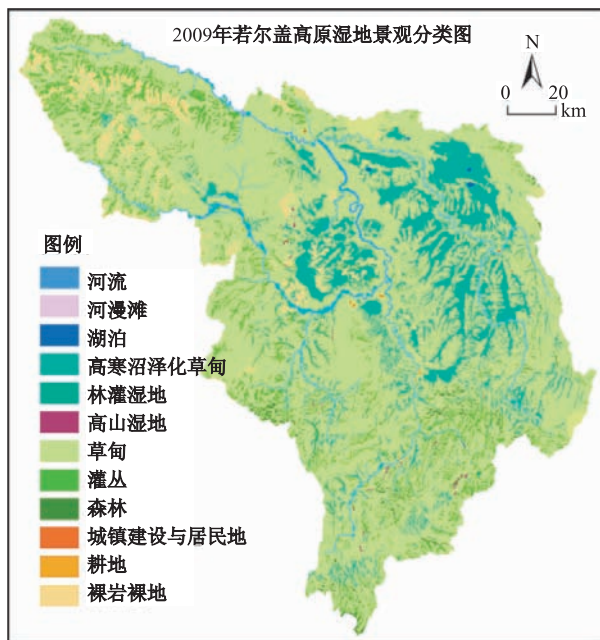 2009年若尔盖高原湿地景观分类图
N
0 20
km
图例
河流
河漫滩
湖泊
高寒沼泽化草甸
林灌湿地
高山湿地
草甸
灌丛
森林
城镇建设与居民地
耕地
裸岩裸地